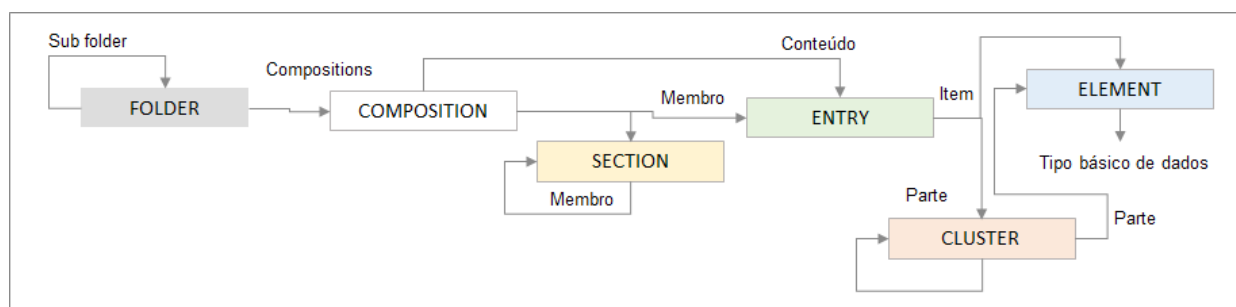 Sub folder
Compositions
FOLDER
COMPOSITION
Conteúdo
Membro
SECTION
Membro
ENTRY
Item
ELEMENT
Tipo básico de dados
Parte
CLUSTER
Parte